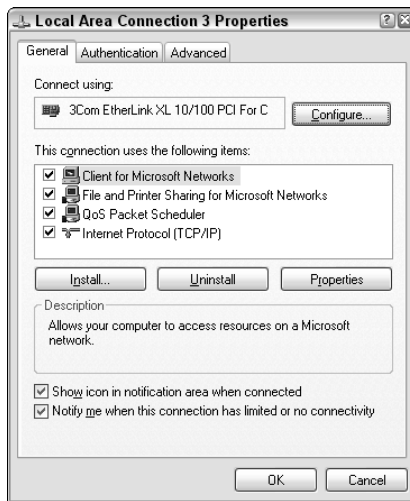 Local Area Connection 3 Properties
General
Authentication
Advanced
Connect using:
3Com EtherLink XL 10/100 PCI For C
Configure...
This connection uses the following items:
Client for Microsoft Networks
File and Printer Sharing for Microsoft Networks
QoS Packet Scheduler
Internet Protocol (TCP/IP)
Install...
Uninstall
Properties
Description
Allows your computer to access resources on a Microsoft
network.
Show icon in notification area when connected
Notify me when this connection has limited or no connectivity
OK
Cancel